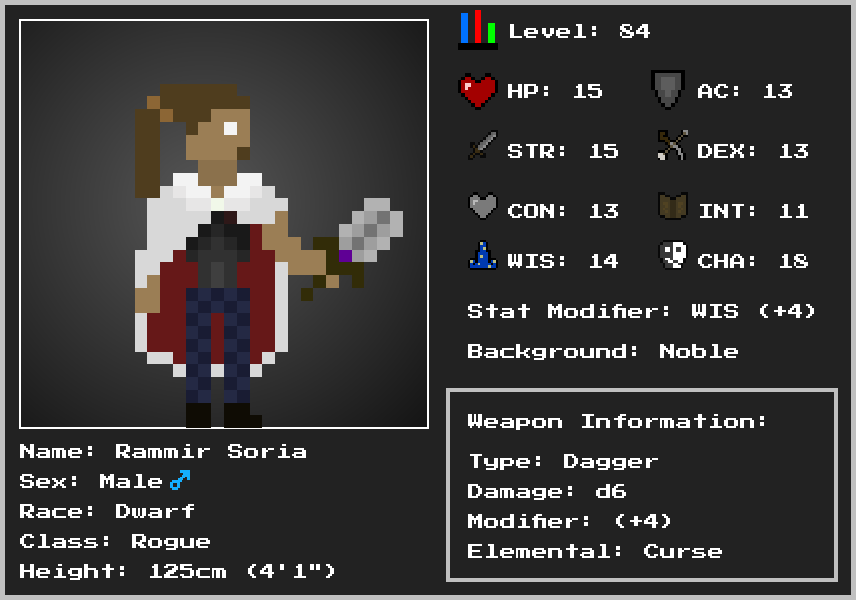 Level: 84
HP: 15
AC: 13
STR: 15
DEX: 13
CON: 13
INT: 11
WIS: 14
CHA: 18
Stat Modifier: WIS (+4)
Background: Noble
Weapon Information:
Type: Dagger
Damage: d6
Modifier: (+4)
Elemental: Curse
Name: Rammir Soria
Sex: Male♂
Race: Dwarf
Class: Rogue
Height: 125cm (4'1")